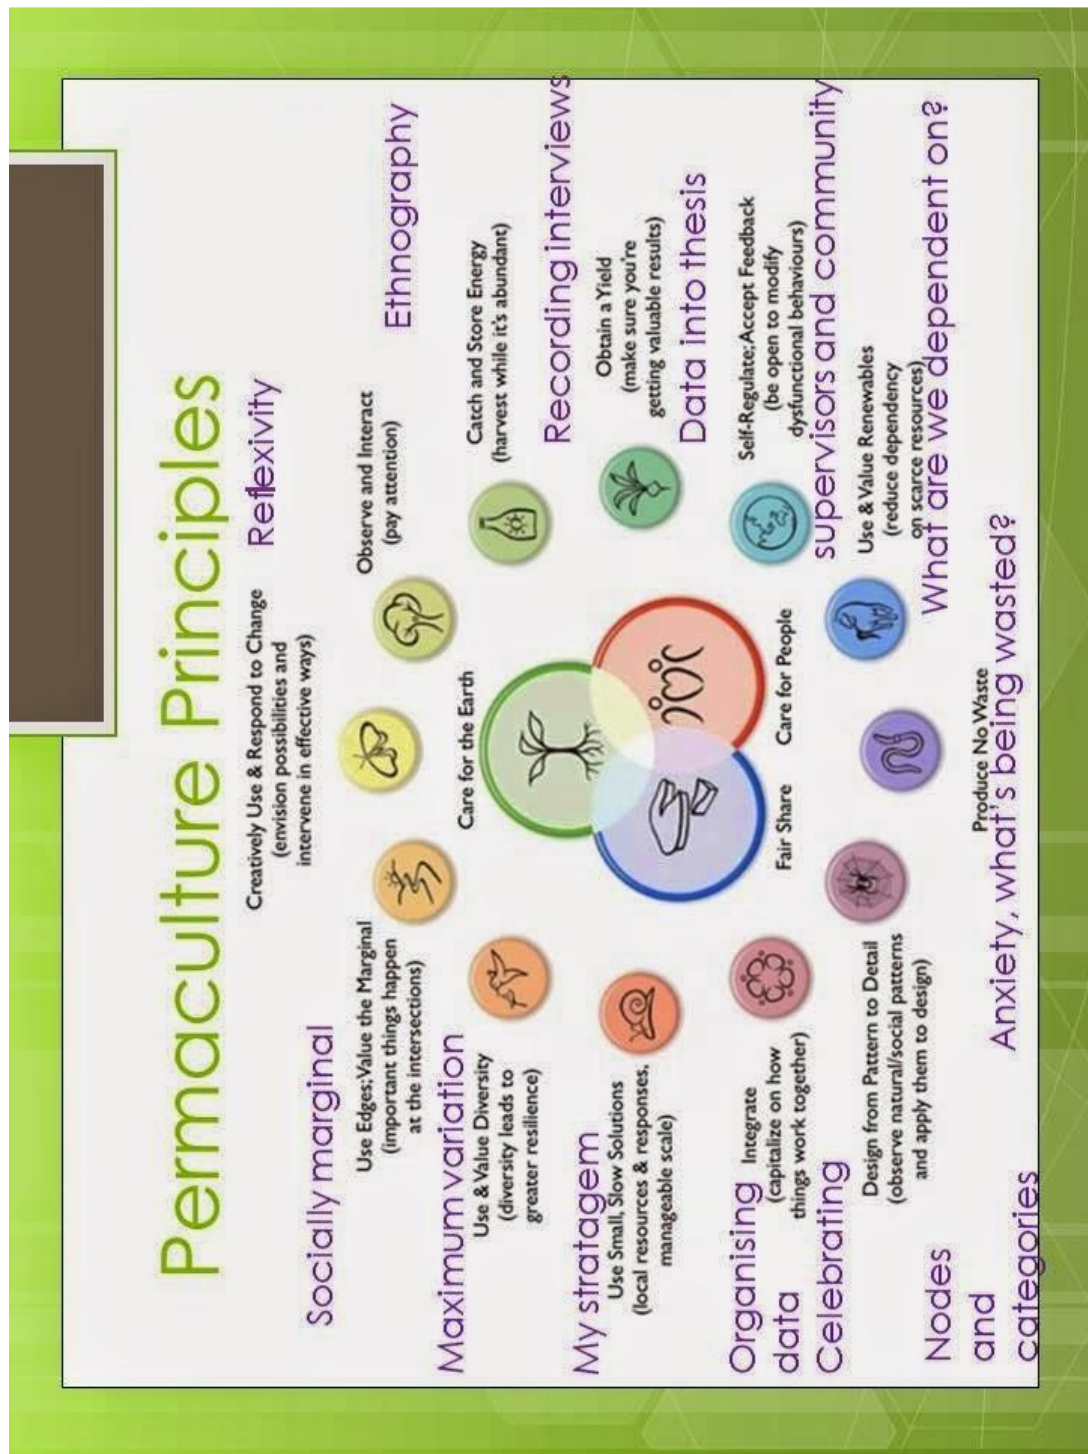 Permaculture Principles
Creatively Use & Respond to Change
(envision possibilities and
intervene in effective ways)
Reflexivity
Observe and Interact
(pay attention)
Ethnography
Catch and Store Energy
(harvest while it's abundant)
Recording interviews
Obtain a Yield
(make sure you're
getting valuable results)
Data into thesis
Self-Regulate; Accept Feedback
(be open to modify
dysfunctional behaviours)
supervisors and community
Use & Value Renewables
(reduce dependency
on scarce resources)
What are we dependent on?
Produce No Waste
Anxiety, what's being wasted?
Design from Pattern to Detail
(observe natural/social patterns
and apply them to design)
Nodes
and
categories
Integrate
(capitalize on how
things work together)
Organising
data
Celebrating
Use Small, Slow Solutions
(local resources & responses,
manageable scale)
My stratagem
Use & Value Diversity
(diversity leads to
greater resilience)
Maximum variation
Use Edges; Value the Marginal
(important things happen
at the intersections)
Socially marginal
Care for the Earth
Fair Share
Care for People